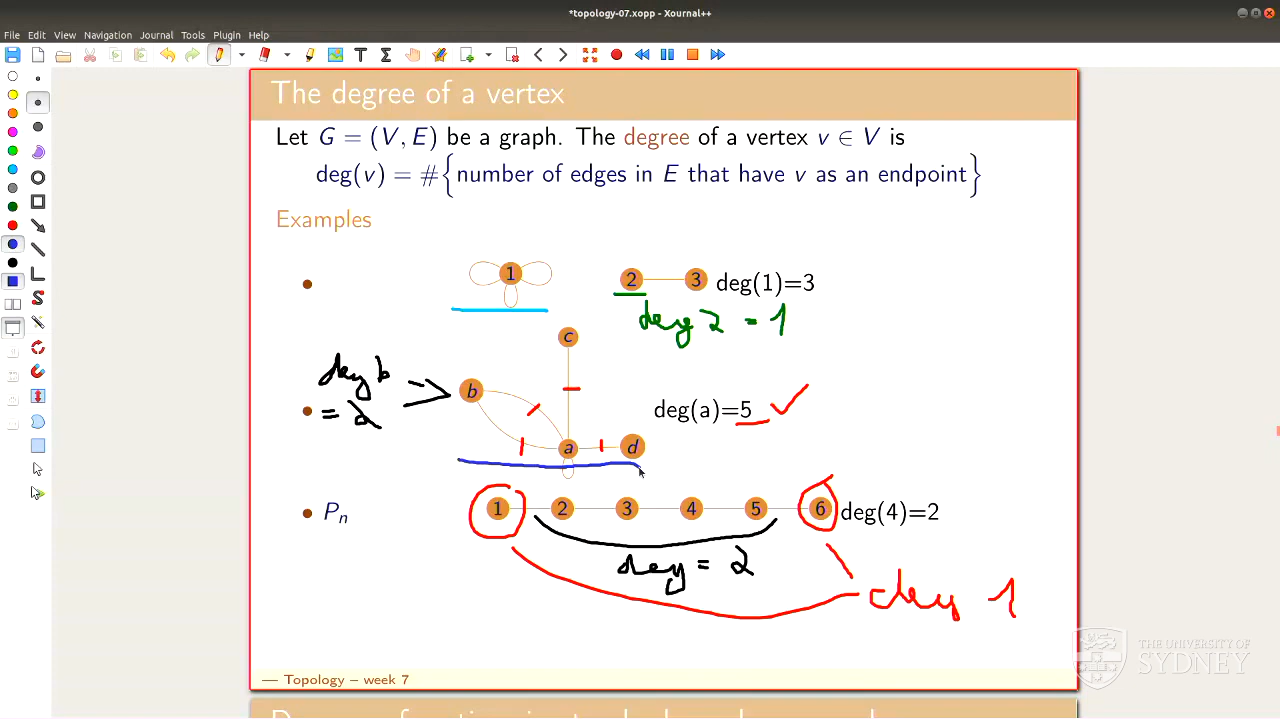 *topology-07.xopp - Xournal++
File Edit View Navigation Journal Tools Plugin Help
The degree of a vertex
Let G = (V, E) be a graph. The degree of a vertex v ∈ V is
deg(v) = #{number of edges in E that have v as an endpoint}
Examples
1 2 3 deg(1)=3
deg 2 = 1
c
deg b
= 2
b
deg(a)=5
a d
P_n 1 2 3 4 5 6 deg(4)=2
deg = 2
deg 1
THE UNIVERSITY OF
SYDNEY
— Topology – week 7